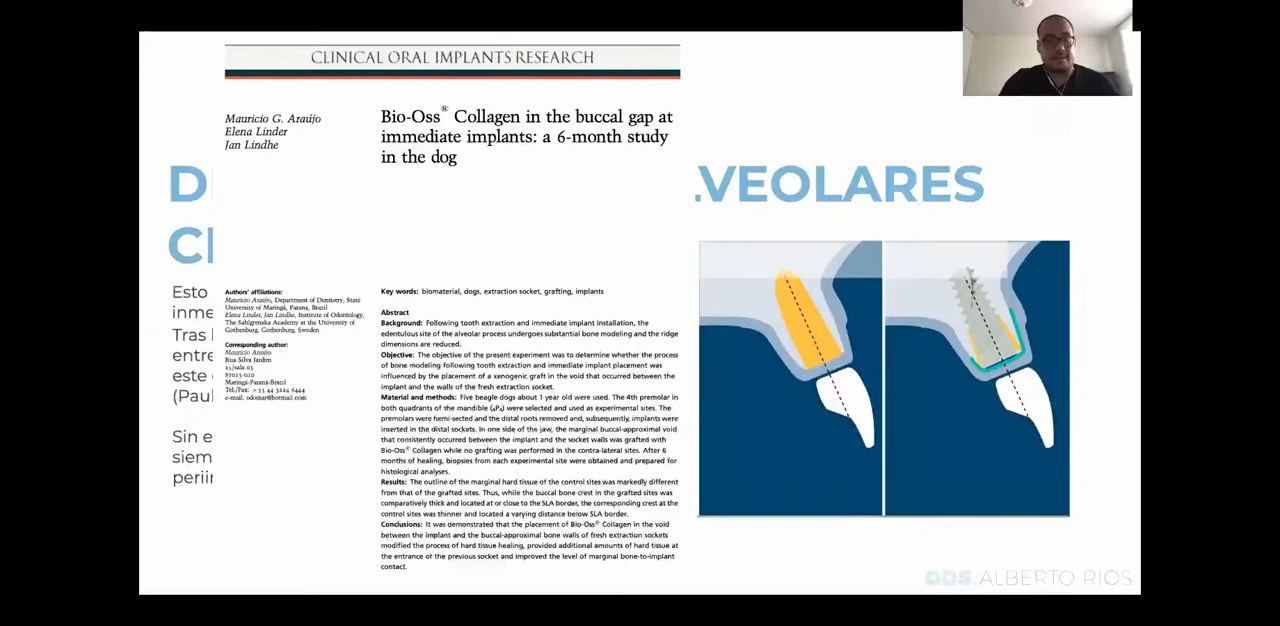 CLINICAL ORAL IMPLANTS RESEARCH
Mauricio G. Araújo
Elena Linder
Jan Lindhe
Bio-Oss® Collagen in the buccal gap at
immediate implants: a 6-month study
in the dog
.VEOLARES
Esto
inme
Tras
entre
este
(Paul
Sin e
siem
periir
Authors' affiliations:
Mauricio Araújo, Department of Dentistry, State
University of Maringá, Parana, Brazil
Elena Linder, Jan Lindhe, Institute of Odontology,
The Sahlgrenska Academy at the University of
Gothenburg, Gothenburg, Sweden
Corresponding author:
Mauricio Araújo
Rua Silva Jardim
15/sala 03
87013-010
Maringá-Paraná-Brazil
Tel./Fax: +55 44 3224 6444
e-mail. odomar@hotmail.com
Key words: biomaterial, dogs, extraction socket, grafting, implants
Abstract
Background: Following tooth extraction and immediate implant installation, the
edentulous site of the alveolar process undergoes substantial bone modeling and the ridge
dimensions are reduced.
Objective: The objective of the present experiment was to determine whether the process
of bone modeling following tooth extraction and immediate implant placement was
influenced by the placement of a xenogenic graft in the void that occurred between the
implant and the walls of the fresh extraction socket.
Material and methods: Five beagle dogs about 1 year old were used. The 4th premolar in
both quadrants of the mandible (₄P₄) were selected and used as experimental sites. The
premolars were hemi-sected and the distal roots removed and, subsequently, implants were
inserted in the distal sockets. In one side of the jaw, the marginal buccal-approximal void
that consistently occurred between the implant and the socket walls was grafted with
Bio-Oss® Collagen while no grafting was performed in the contra-lateral sites. After 6
months of healing, biopsies from each experimental site were obtained and prepared for
histological analyses.
Results: The outline of the marginal hard tissue of the control sites was markedly different
from that of the grafted sites. Thus, while the buccal bone crest in the grafted sites was
comparatively thick and located at or close to the SLA border, the corresponding crest at the
control sites was thinner and located a varying distance below SLA border.
Conclusions: It was demonstrated that the placement of Bio-Oss® Collagen in the void
between the implant and the buccal-approximal bone walls of fresh extraction sockets
modified the process of hard tissue healing, provided additional amounts of hard tissue at
the entrance of the previous socket and improved the level of marginal bone-to-implant
contact.
DDS.ALBERTO RIOS